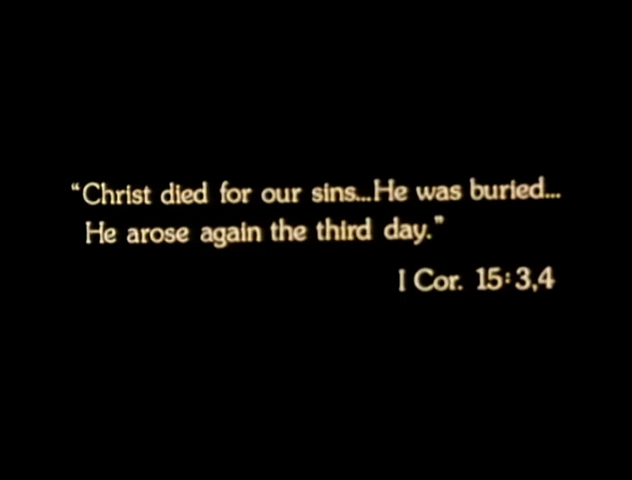 “Christ died for our sins...He was buried...
He arose again the third day.”
I Cor. 15:3,4